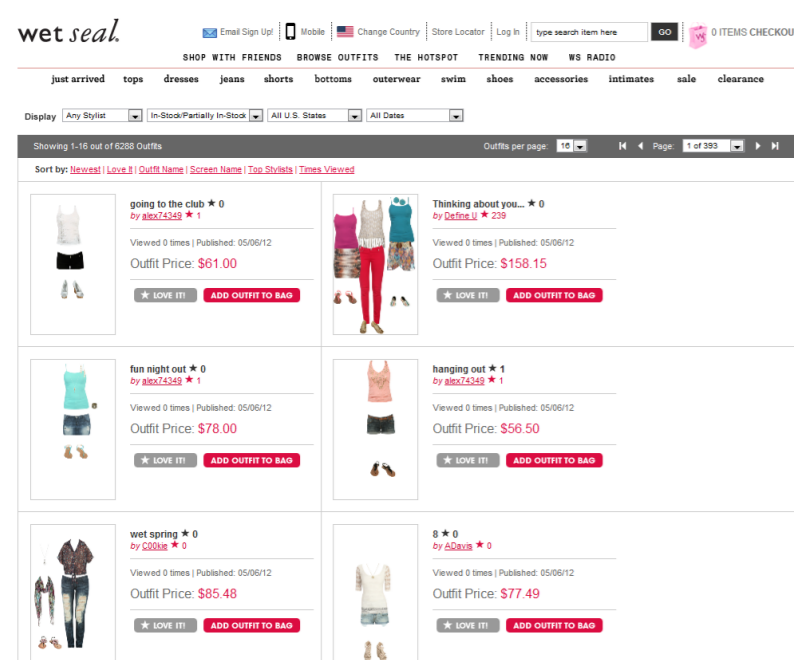 wet seal.
Email Sign Up! Mobile Change Country Store Locator Log In type search item here GO 0 ITEMS CHECKOU
SHOP WITH FRIENDS BROWSE OUTFITS THE HOTSPOT TRENDING NOW WS RADIO
just arrived tops dresses jeans shorts bottoms outerwear swim shoes accessories intimates sale clearance
Display Any Stylist In-Stock/Partially In-Stock All U.S. States All Dates
Showing 1-16 out of 6288 Outfits Outfits per page: 16 Page: 1 of 393
Sort by: Newest | Love It | Outfit Name | Screen Name | Top Stylists | Times Viewed
going to the club ★ 0
by alex74349 ★ 1
Viewed 0 times | Published: 05/06/12
Outfit Price: $61.00
★ LOVE IT! ADD OUTFIT TO BAG
Thinking about you... ★ 0
by Define U ★ 239
Viewed 0 times | Published: 05/06/12
Outfit Price: $158.15
★ LOVE IT! ADD OUTFIT TO BAG
fun night out ★ 0
by alex74349 ★ 1
Viewed 0 times | Published: 05/06/12
Outfit Price: $78.00
★ LOVE IT! ADD OUTFIT TO BAG
hanging out ★ 1
by alex74349 ★ 1
Viewed 0 times | Published: 05/06/12
Outfit Price: $56.50
★ LOVE IT! ADD OUTFIT TO BAG
wet spring ★ 0
by C00kie ★ 0
Viewed 0 times | Published: 05/06/12
Outfit Price: $85.48
★ LOVE IT! ADD OUTFIT TO BAG
8 ★ 0
by ADavis ★ 0
Viewed 0 times | Published: 05/06/12
Outfit Price: $77.49
★ LOVE IT! ADD OUTFIT TO BAG